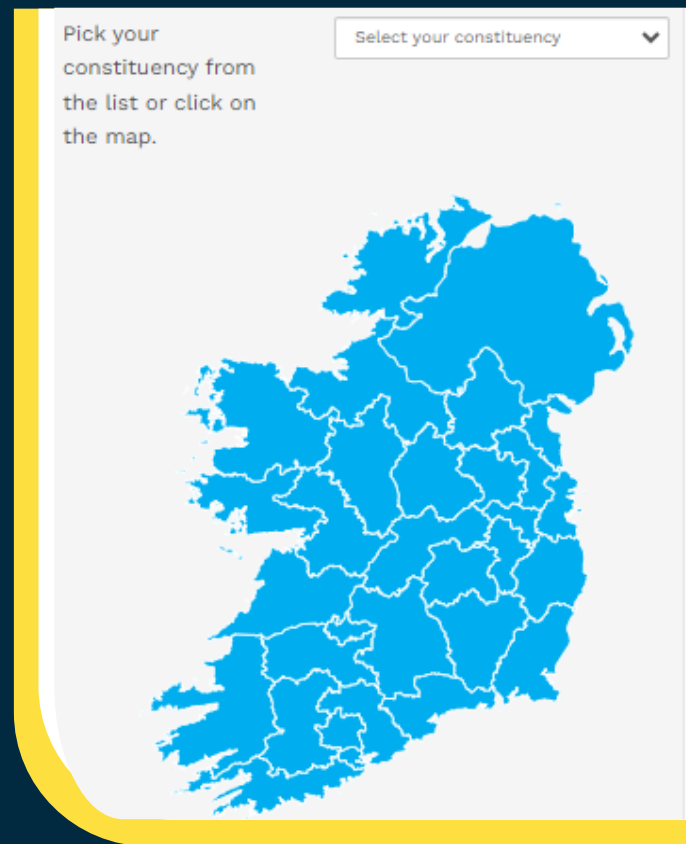 Pick your
constituency from
the list or click on
the map.
Select your constituency